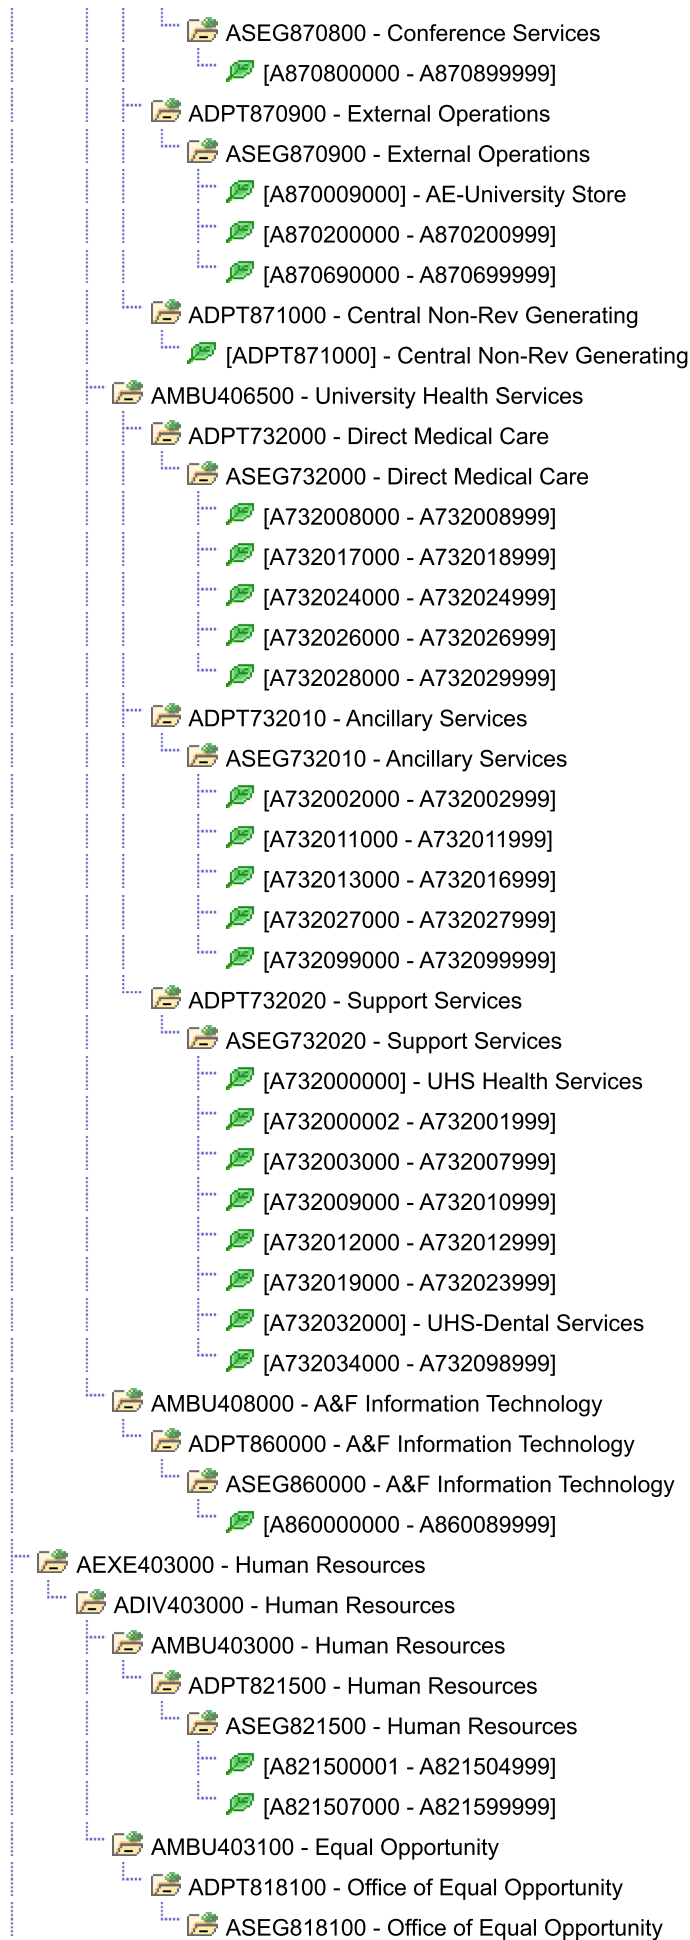 ASEG870800 - Conference Services
[A870800000 - A870899999]
ADPT870900 - External Operations
ASEG870900 - External Operations
[A870009000] - AE-University Store
[A870200000 - A870200999]
[A870690000 - A870699999]
ADPT871000 - Central Non-Rev Generating
[ADPT871000] - Central Non-Rev Generating
AMBU406500 - University Health Services
ADPT732000 - Direct Medical Care
ASEG732000 - Direct Medical Care
[A732008000 - A732008999]
[A732017000 - A732018999]
[A732024000 - A732024999]
[A732026000 - A732026999]
[A732028000 - A732029999]
ADPT732010 - Ancillary Services
ASEG732010 - Ancillary Services
[A732002000 - A732002999]
[A732011000 - A732011999]
[A732013000 - A732016999]
[A732027000 - A732027999]
[A732099000 - A732099999]
ADPT732020 - Support Services
ASEG732020 - Support Services
[A732000000] - UHS Health Services
[A732000002 - A732001999]
[A732003000 - A732007999]
[A732009000 - A732010999]
[A732012000 - A732012999]
[A732019000 - A732023999]
[A732032000] - UHS-Dental Services
[A732034000 - A732098999]
AMBU408000 - A&F Information Technology
ADPT860000 - A&F Information Technology
ASEG860000 - A&F Information Technology
[A860000000 - A860089999]
AEXE403000 - Human Resources
ADIV403000 - Human Resources
AMBU403000 - Human Resources
ADPT821500 - Human Resources
ASEG821500 - Human Resources
[A821500001 - A821504999]
[A821507000 - A821599999]
AMBU403100 - Equal Opportunity
ADPT818100 - Office of Equal Opportunity
ASEG818100 - Office of Equal Opportunity